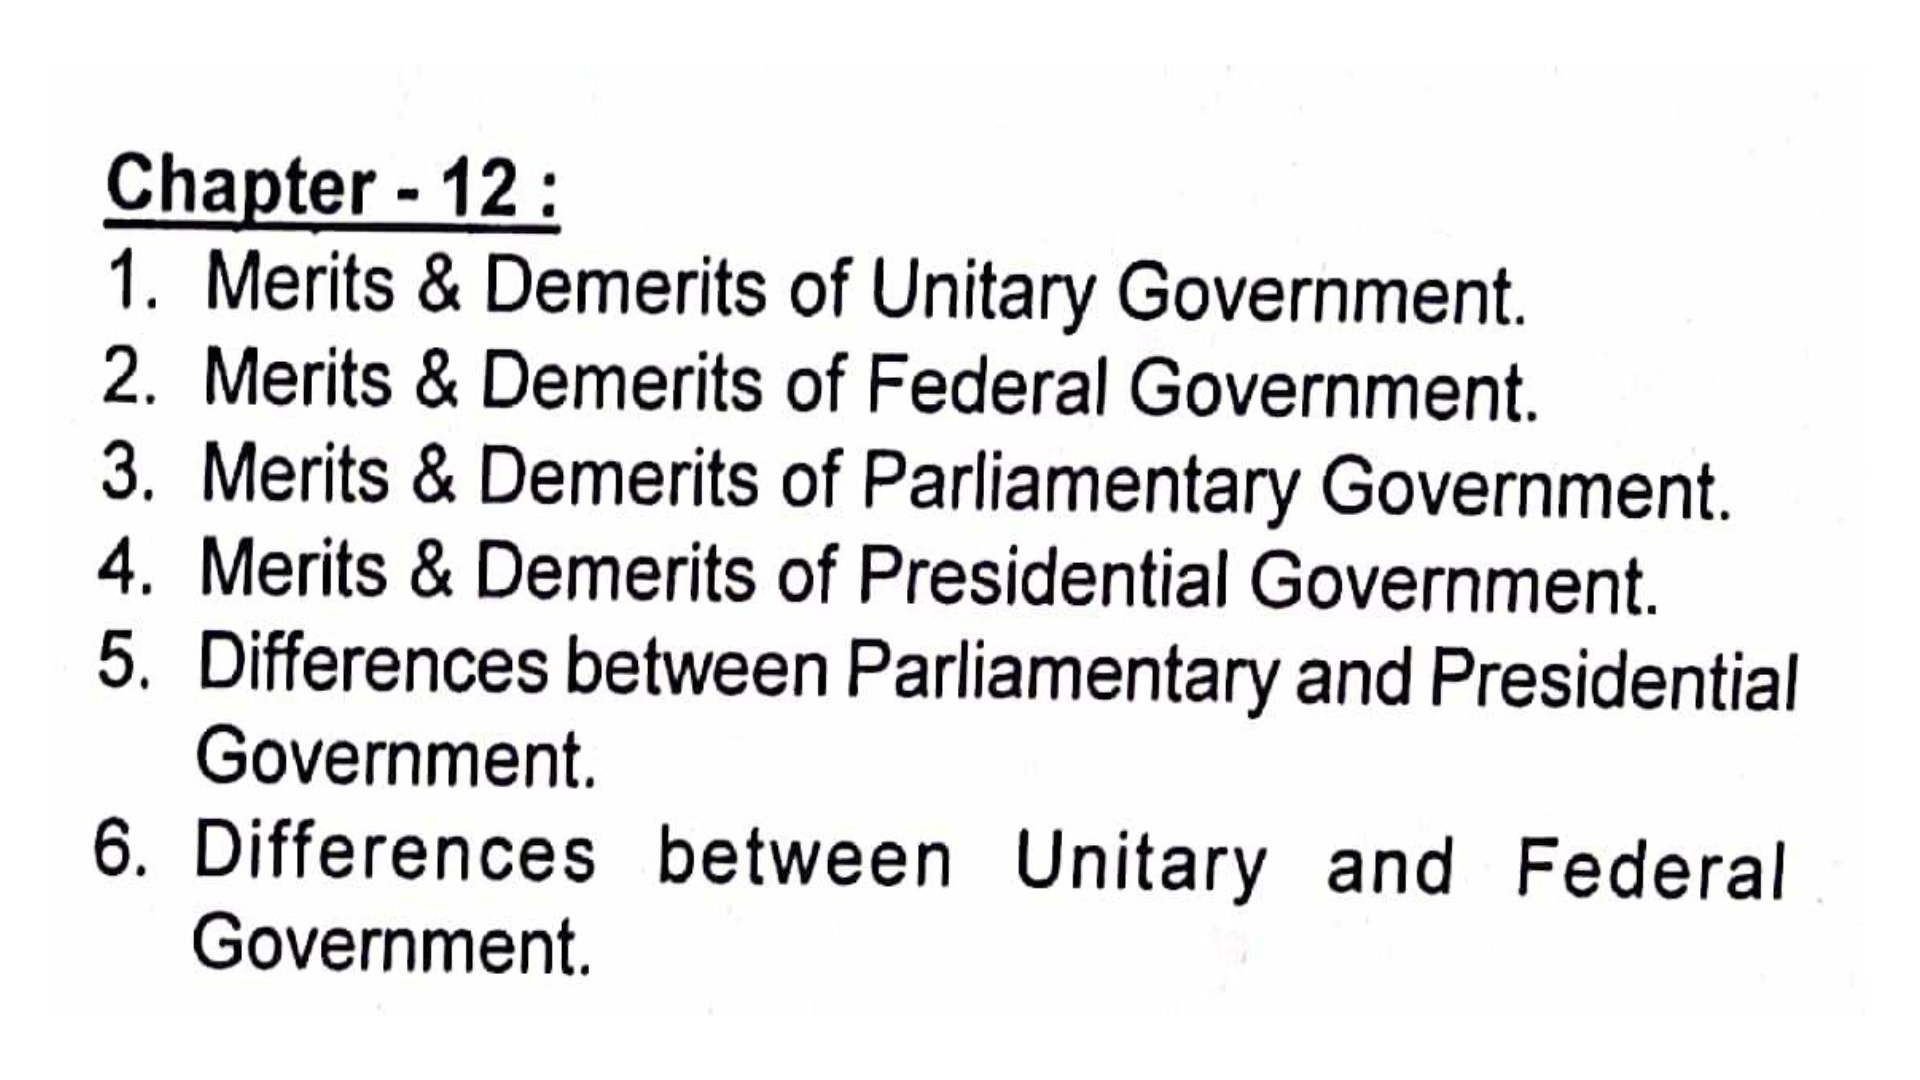 Chapter - 12 :
1. Merits & Demerits of Unitary Government.
2. Merits & Demerits of Federal Government.
3. Merits & Demerits of Parliamentary Government.
4. Merits & Demerits of Presidential Government.
5. Differences between Parliamentary and Presidential
Government.
6. Differences between Unitary and Federal
Government.